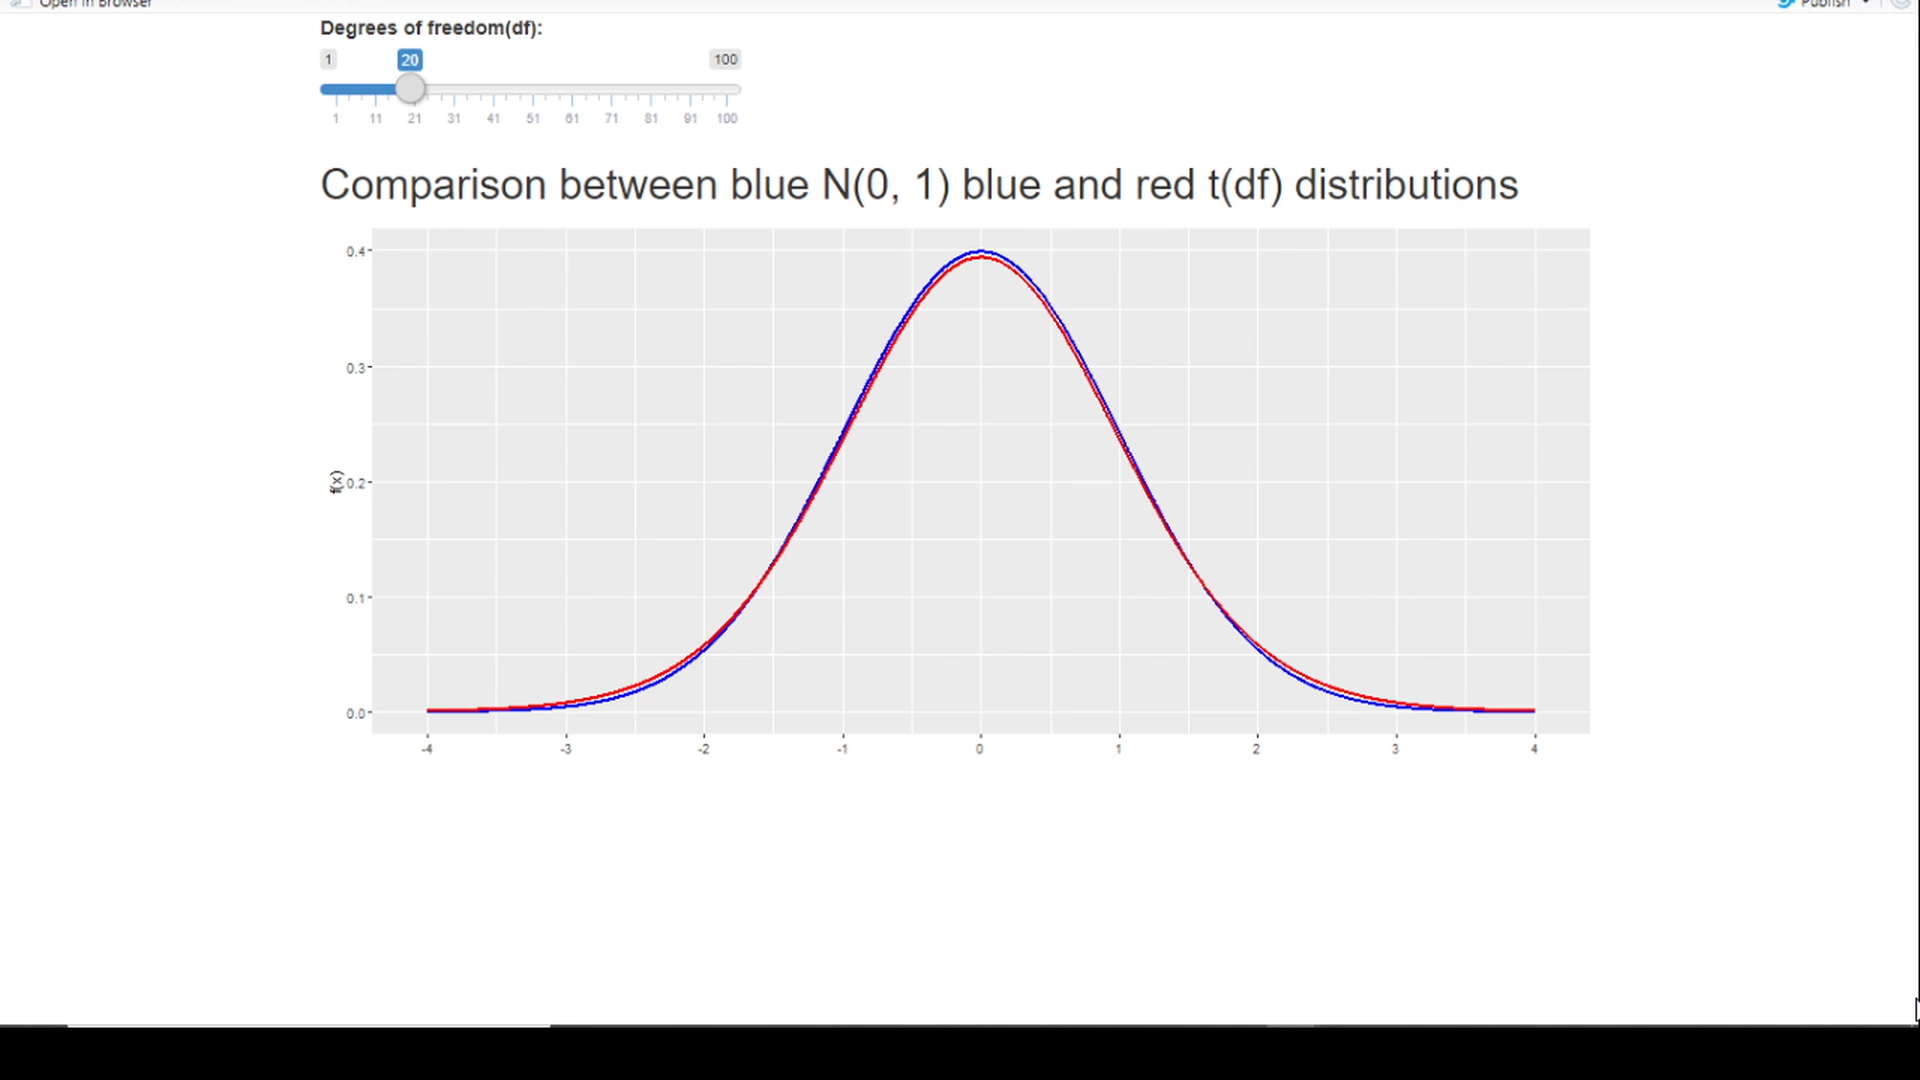 Open in Browser Publish
Degrees of freedom(df):
1 20 100
1 11 21 31 41 51 61 71 81 91 100
Comparison between blue N(0, 1) blue and red t(df) distributions
0.4
0.3
f(x)
0.2
0.1
0.0
-4 -3 -2 -1 0 1 2 3 4